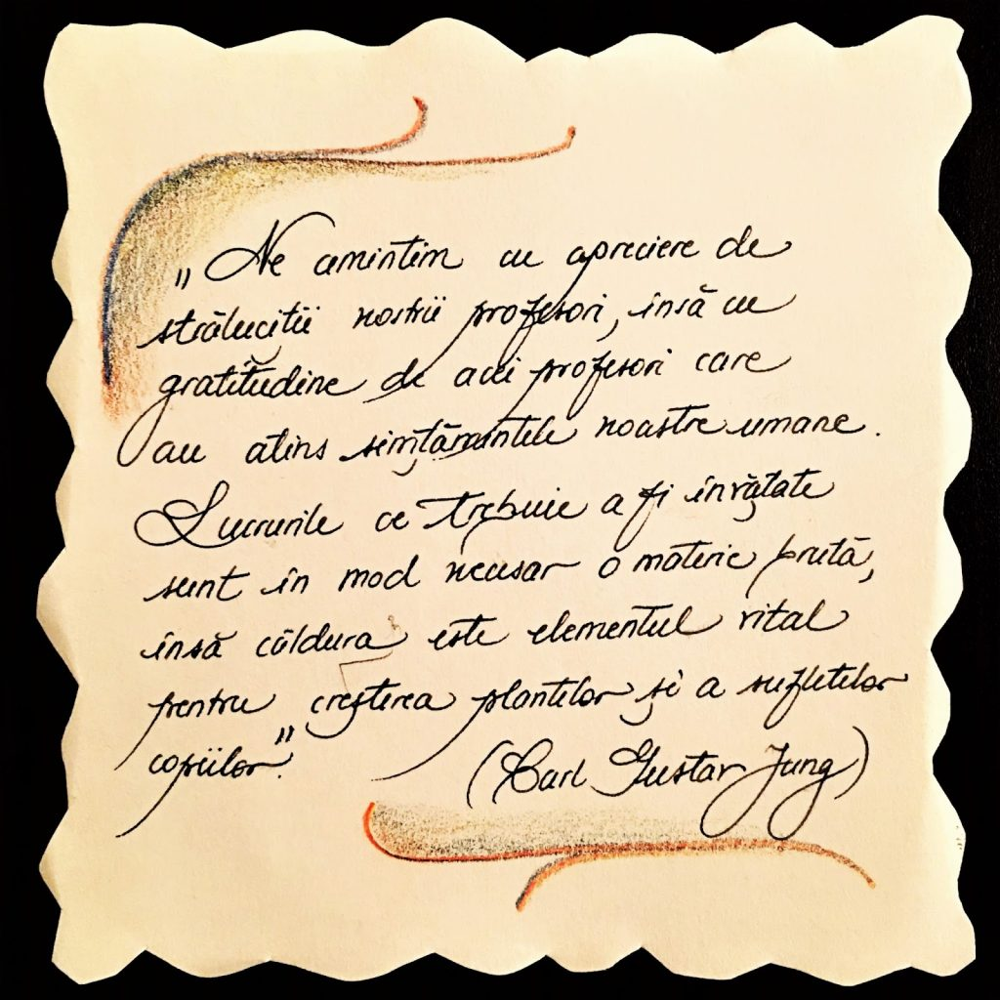 „Ne amintim cu apreciere de
străluciții noștrii profesori, însă cu
gratitudine de acei profesori care
au atins simțămintele noastre umane.
Lucrurile ce trebuie a fi învățate
sunt în mod necesar o materie brută,
însă căldura este elementul vital
pentru creșterea plantelor și a sufletelor
copiilor."
(Carl Gustav Jung)